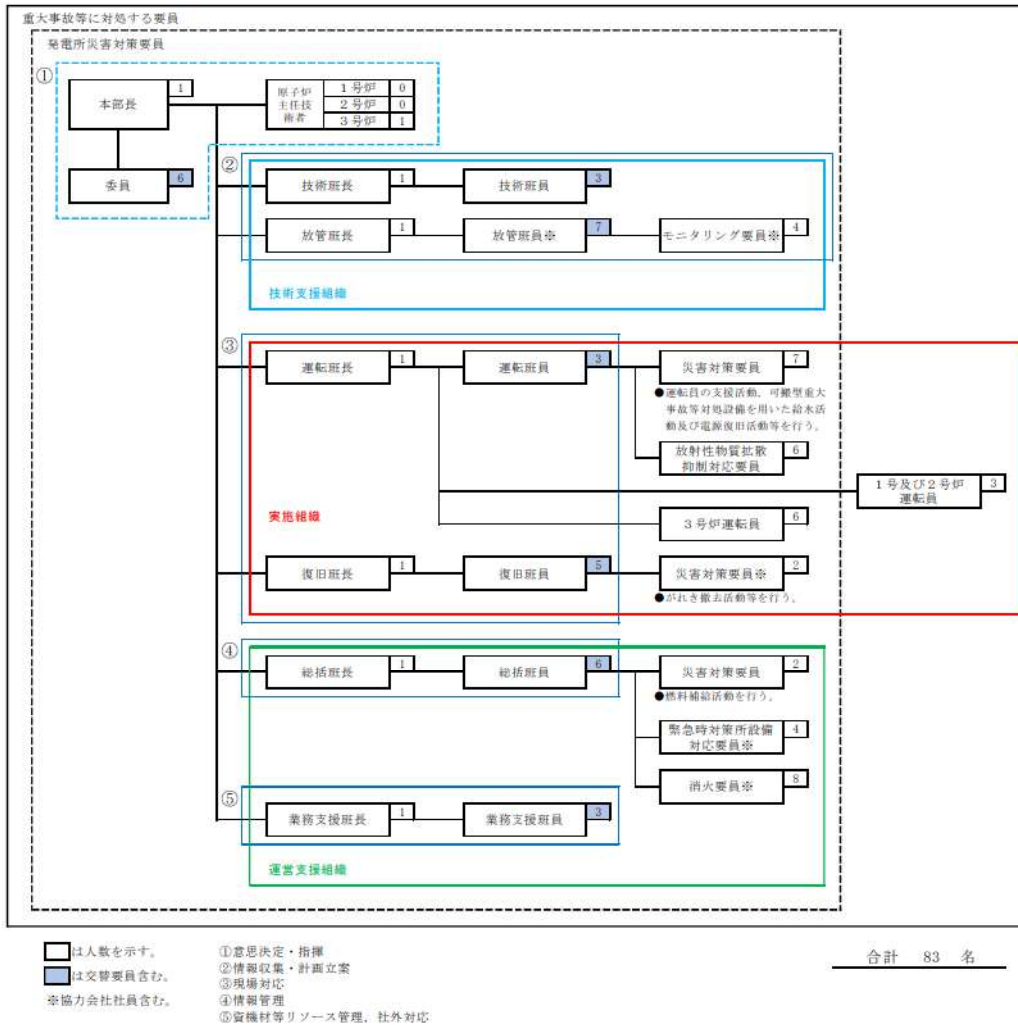 重大事故等に対処する要員
発電所災害対策要員
①
本部長
1
原子炉
主任技
術者
1号炉 0
2号炉 0
3号炉 1
委員
6
②
技術班長
1
技術班員
3
放管班長
1
放管班員※
7
モニタリング要員※
4
技術支援組織
③
運転班長
1
運転班員
3
災害対策要員
7
●運転員の支援活動、可搬型重大
事故等対処設備を用いた給水活
動及び電源復旧活動等を行う。
放射性物質拡散
抑制対応要員
6
1号及び2号炉
運転員
3
3号炉運転員
6
実施組織
復旧班長
1
復旧班員
5
災害対策要員※
2
●がれき撤去活動等を行う。
④
総括班長
1
総括班員
6
災害対策要員
2
●燃料補給活動を行う。
緊急時対策所設備
対応要員※
4
消火要員※
8
⑤
業務支援班長
1
業務支援班員
3
運営支援組織
は人数を示す。
は交替要員含む。
※協力会社社員含む。
①意思決定・指揮
②情報収集・計画立案
③現場対応
④情報管理
⑤資機材等リソース管理、社外対応
合計 83 名